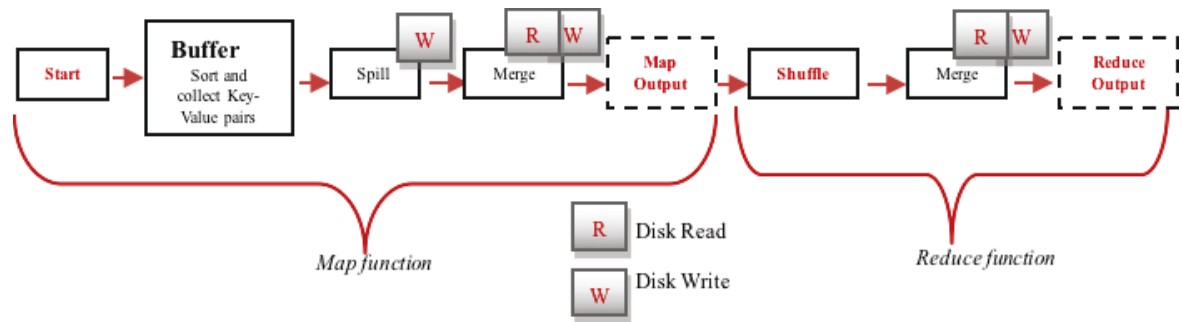 Start
Buffer
Sort and
collect Key-
Value pairs
Spill
W
Merge
R W
Map
Output
Shuffle
Merge
R W
Reduce
Output
Map function
Reduce function
R Disk Read
W Disk Write